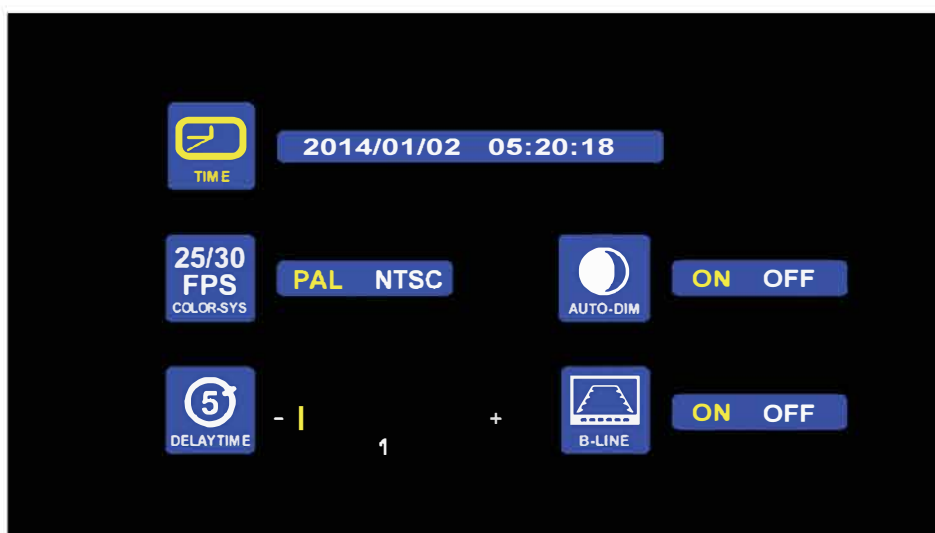 2014/01/02 05:20:18
TIME
25/30
FPS
COLOR-SYS
PAL NTSC
AUTO-DIM
ON OFF
5
DELAYTIME
- +
1
B-LINE
ON OFF